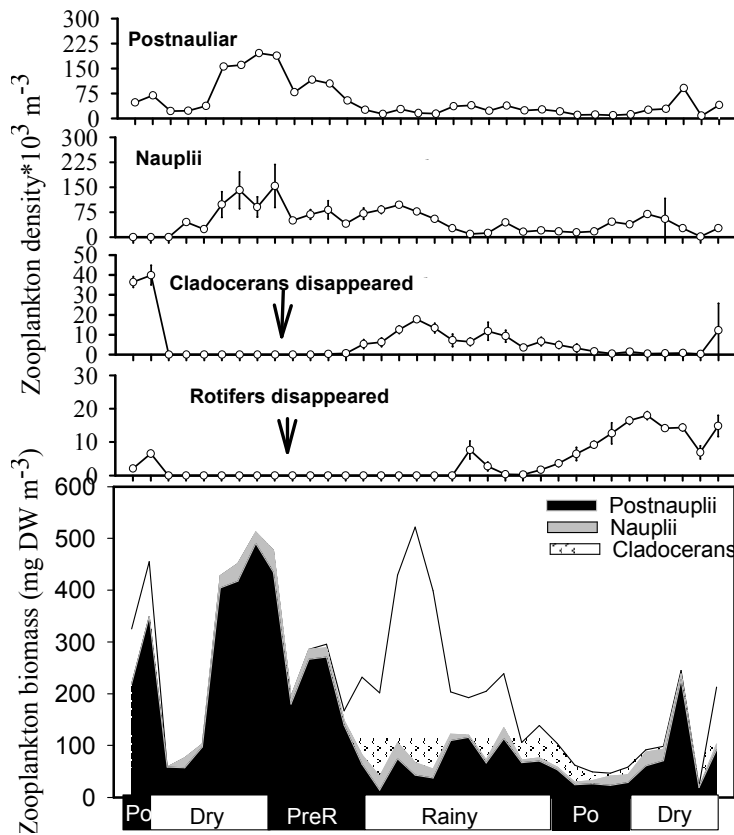 Zooplankton density*10³ m⁻³
300
225
150
75
0
Postnauliar
300
225
150
75
0
Nauplii
50
40
30
20
10
0
Cladocerans disappeared
30
20
10
0
Rotifers disappeared
Zooplankton biomass (mg DW m⁻³)
600
500
400
300
200
100
0
Postnauplii
Nauplii
Cladocerans
Po
Dry
PreR
Rainy
Po
Dry